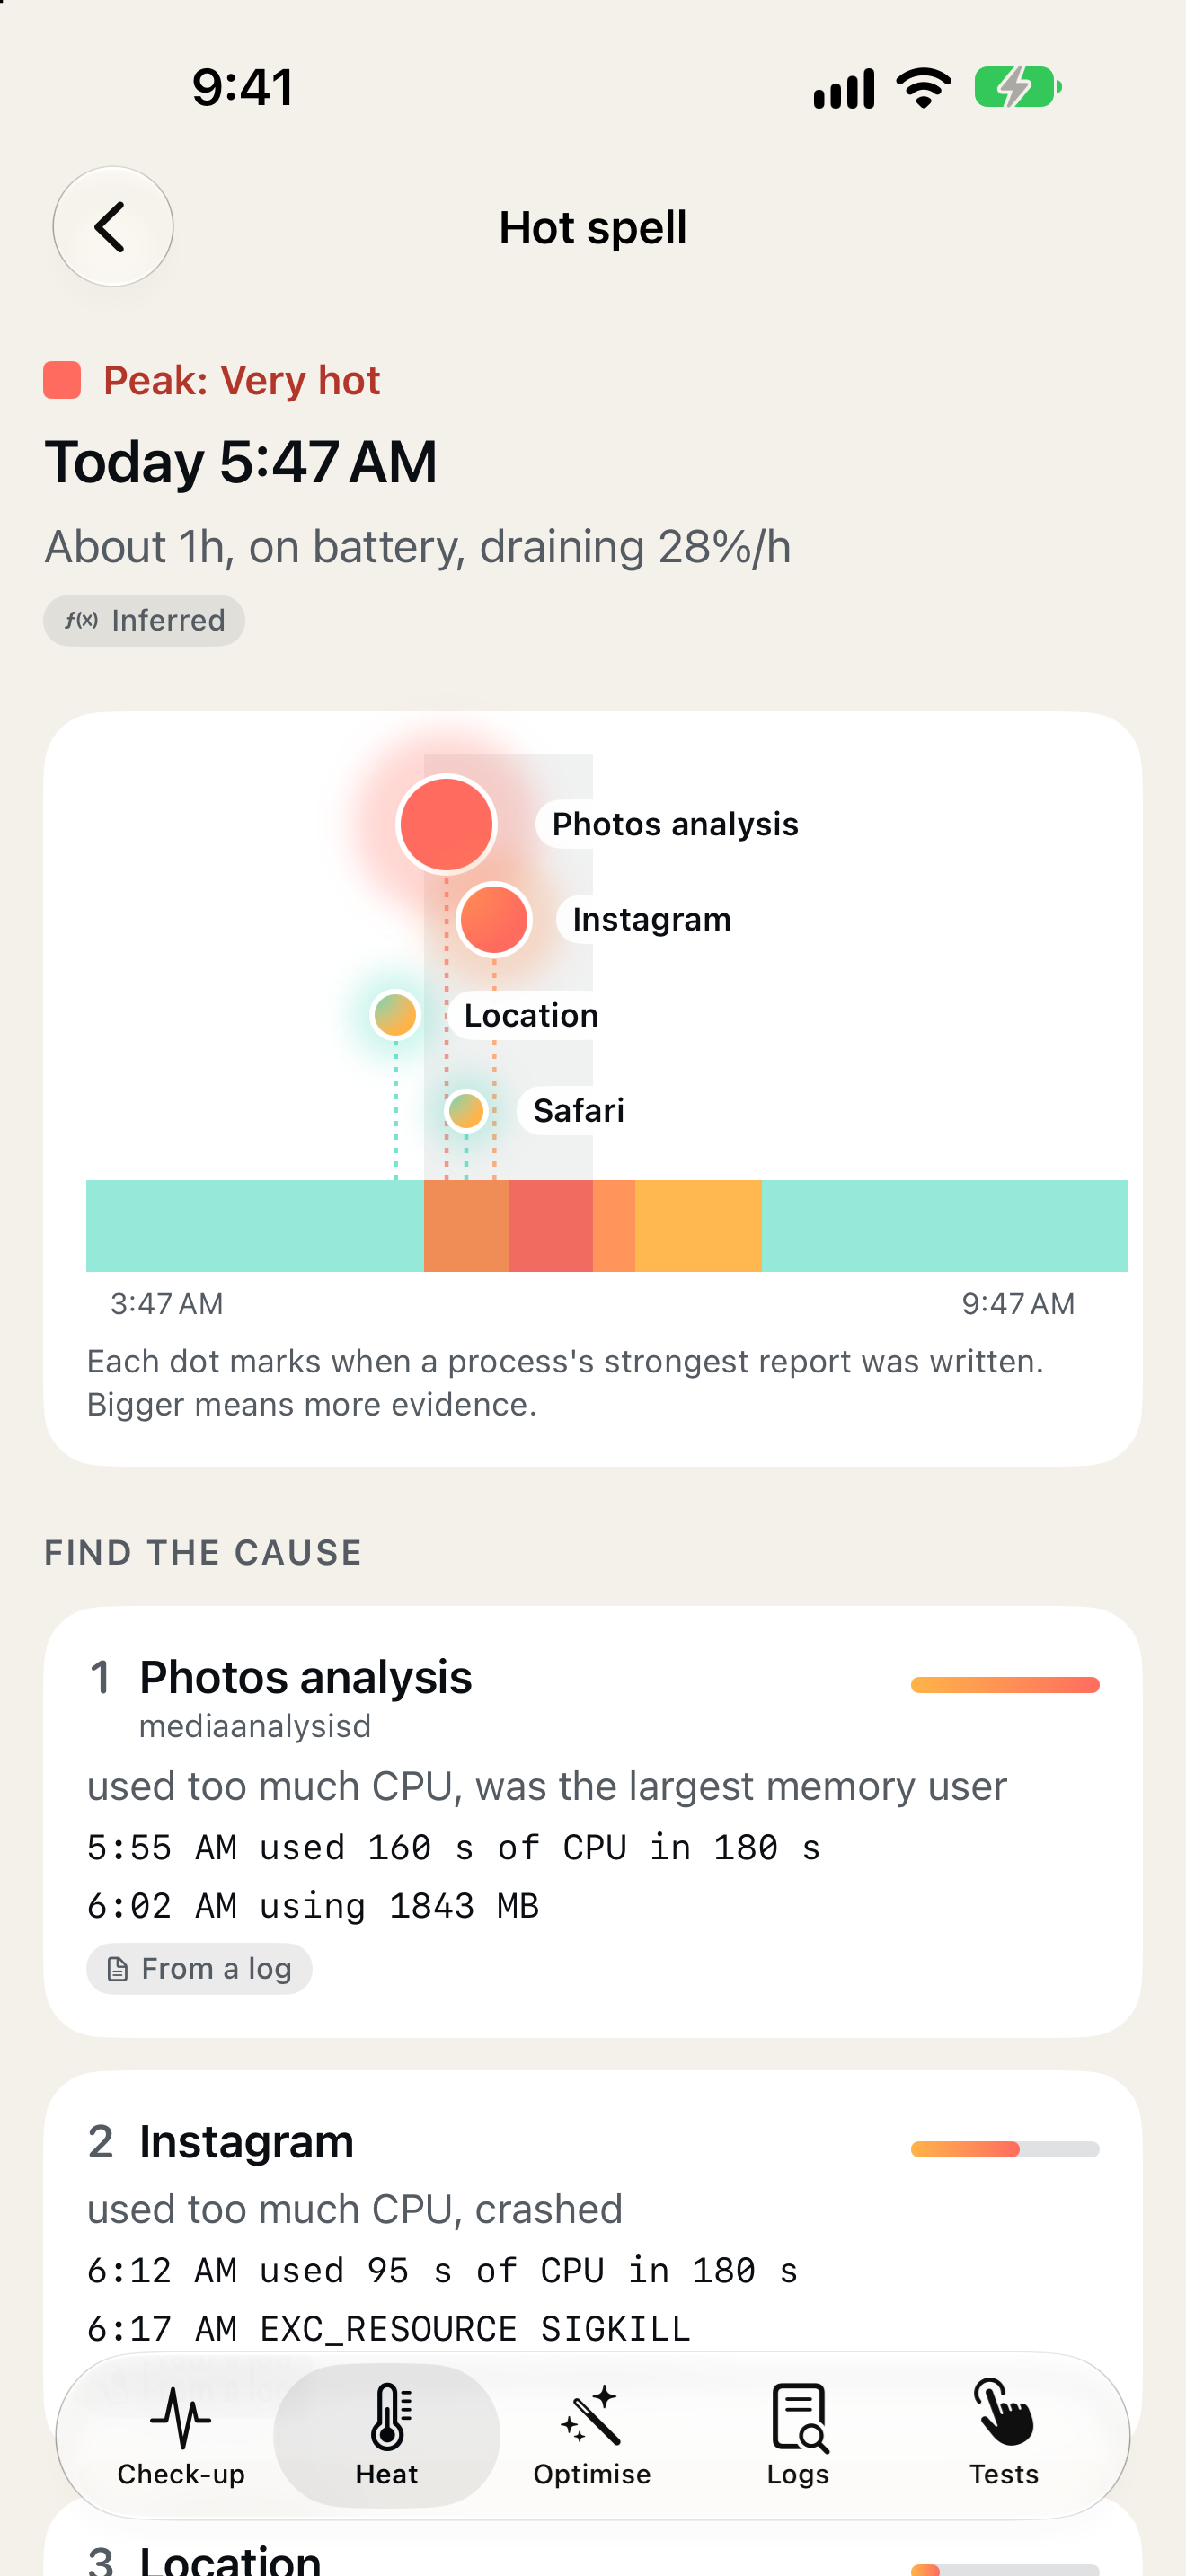 9:41
Hot spell
Peak: Very hot
Today 5:47 AM
About 1h, on battery, draining 28%/h
f(x) Inferred
Photos analysis
Instagram
Location
Safari
3:47 AM
9:47 AM
Each dot marks when a process's strongest report was written.
Bigger means more evidence.
FIND THE CAUSE
1 Photos analysis
mediaanalysisd
used too much CPU, was the largest memory user
5:55 AM used 160 s of CPU in 180 s
6:02 AM using 1843 MB
From a log
2 Instagram
used too much CPU, crashed
6:12 AM used 95 s of CPU in 180 s
6:17 AM EXC_RESOURCE SIGKILL
Check-up
Heat
Optimise
Logs
Tests
3 Location